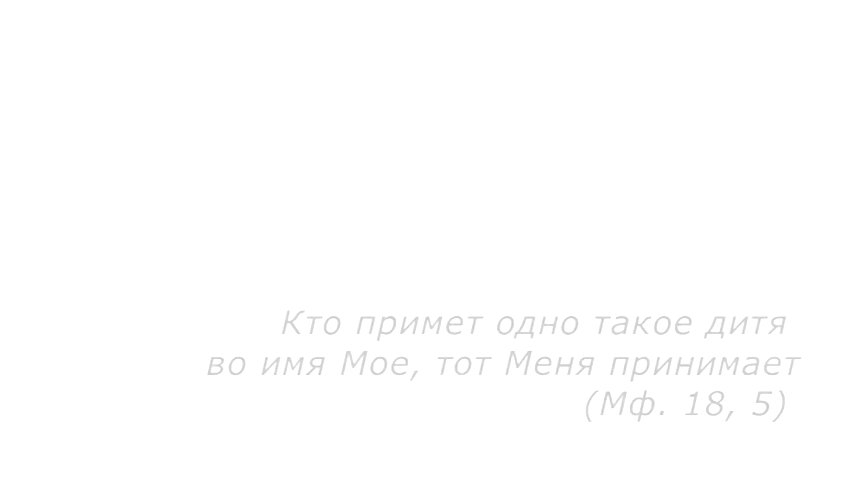 Кто примет одно такое дитя
во имя Мое, тот Меня принимает
(Мф. 18, 5)